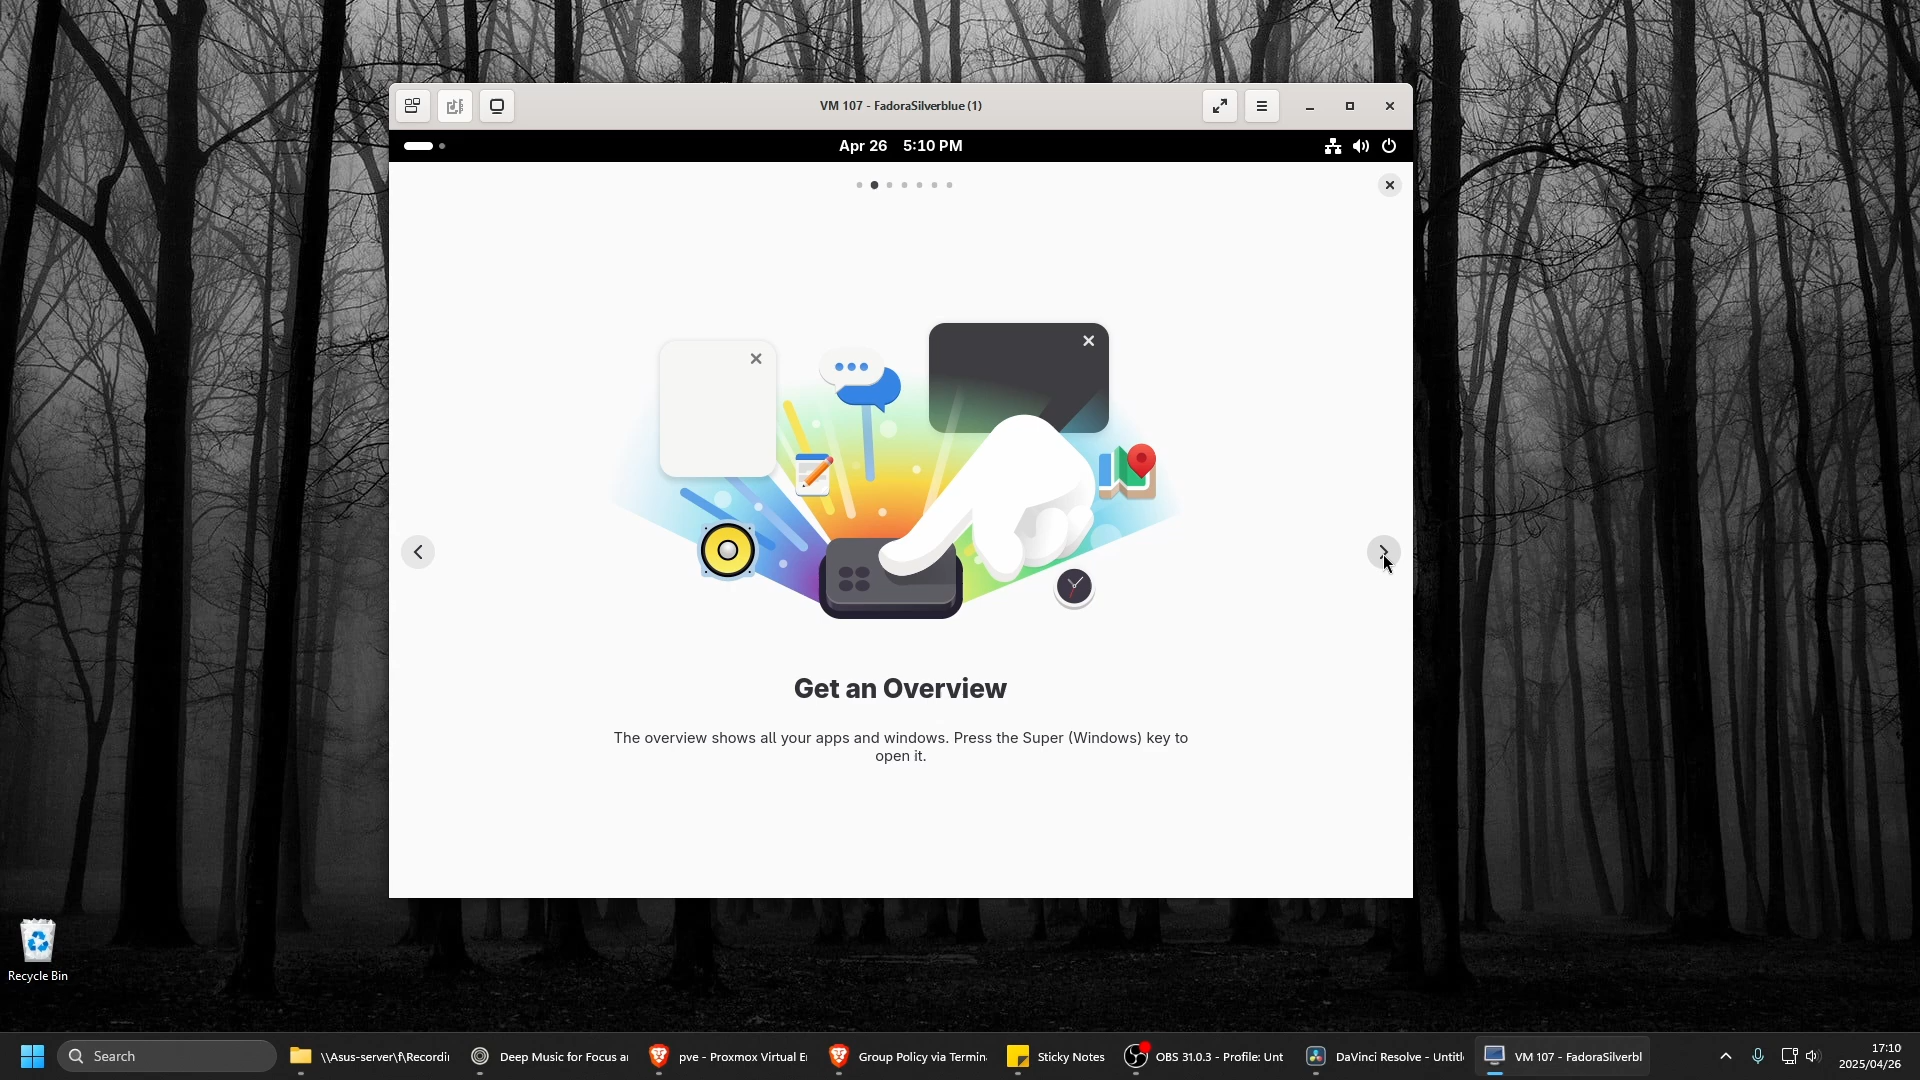 VM 107 - FadoraSilverblue (1)
Apr 26 5:10 PM
Get an Overview
The overview shows all your apps and windows. Press the Super (Windows) key to
open it.
Recycle Bin
Search
\\Asus-server\f\Recordi
Deep Music for Focus a
pve - Proxmox Virtual E
Group Policy via Termin
Sticky Notes
OBS 31.0.3 - Profile: Unt
DaVinci Resolve - Untitl
VM 107 - FadoraSilverbl
17:10
2025/04/26